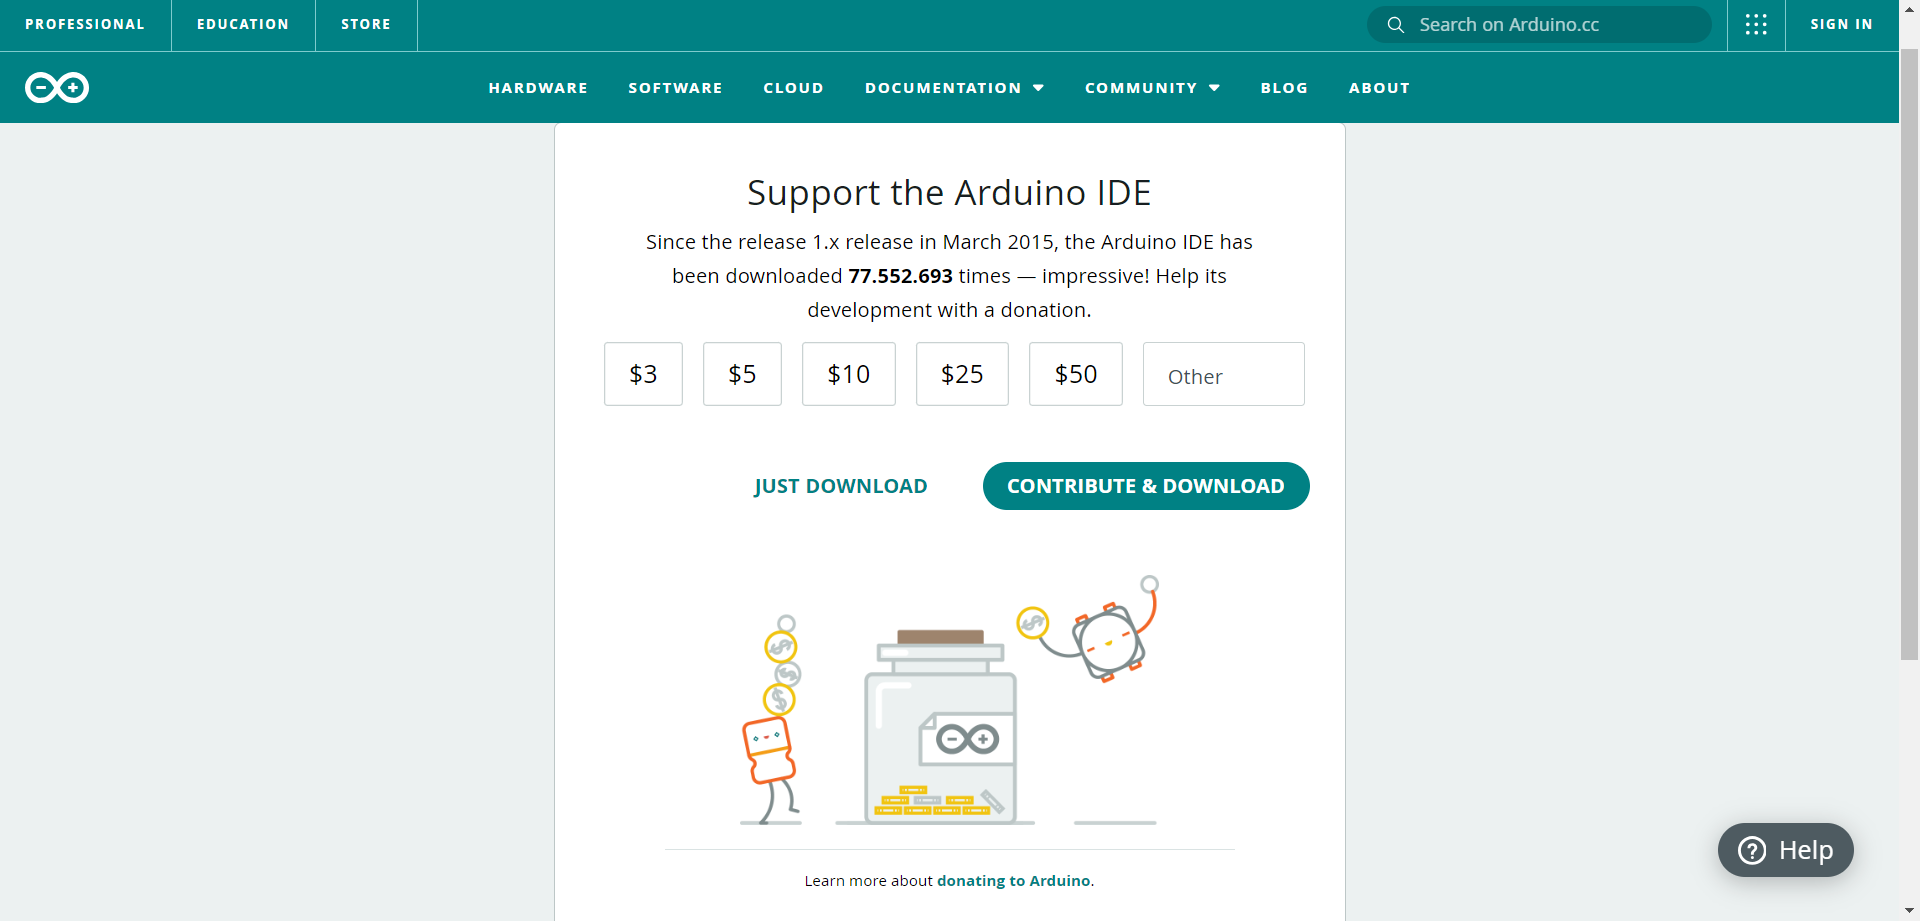 PROFESSIONAL
EDUCATION
STORE
Search on Arduino.cc
SIGN IN
HARDWARE
SOFTWARE
CLOUD
DOCUMENTATION
COMMUNITY
BLOG
ABOUT
Support the Arduino IDE
Since the release 1.x release in March 2015, the Arduino IDE has
been downloaded 77.552.693 times — impressive! Help its
development with a donation.
$3
$5
$10
$25
$50
Other
JUST DOWNLOAD
CONTRIBUTE & DOWNLOAD
Learn more about donating to Arduino.
Help